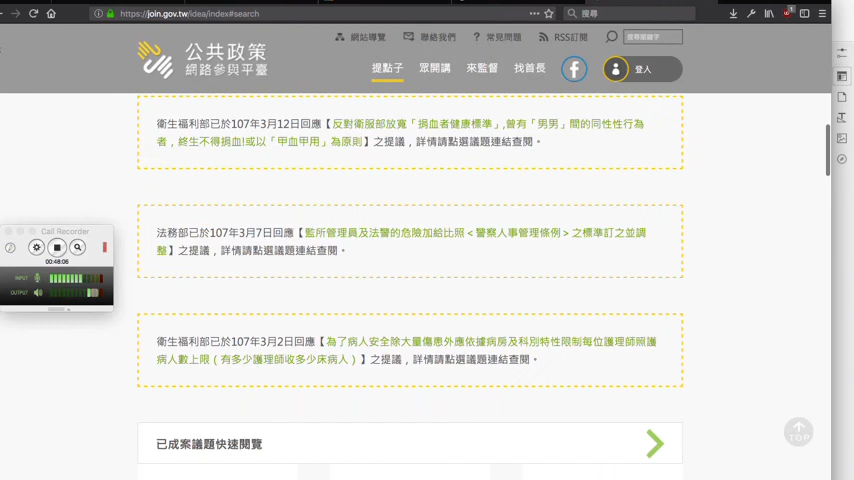 https://join.gov.tw/idea/index#search
搜尋
公共政策
網路參與平臺
網站導覽
聯絡我們
? 常見問題
RSS訂閱
搜尋關鍵字
提點子
眾開講
來監督
找首長
f
登入
衛生福利部已於107年3月12日回應【反對衛服部放寬「捐血者健康標準」,曾有「男男」間的同性性行為
者，終生不得捐血!或以「甲血甲用」為原則】之提議，詳情請點選議題連結查閱。
法務部已於107年3月7日回應【監所管理員及法警的危險加給比照＜警察人事管理條例＞之標準訂之並調
整】之提議，詳情請點選議題連結查閱。
衛生福利部已於107年3月2日回應【為了病人安全除大量傷患外應依據病房及科別特性限制每位護理師照護
病人數上限（有多少護理師收多少床病人）】之提議，詳情請點選議題連結查閱。
已成案議題快速閱覽
TOP
Call Recorder
00:48:06
INPUT
OUTPUT